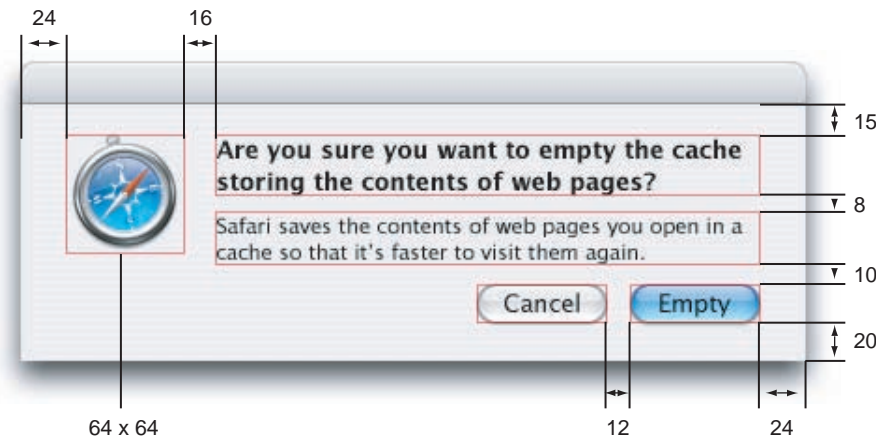 24 16
15
Are you sure you want to empty the cache
storing the contents of web pages?
8
Safari saves the contents of web pages you open in a
cache so that it's faster to visit them again.
10
Cancel Empty
20
64 x 64 12 24